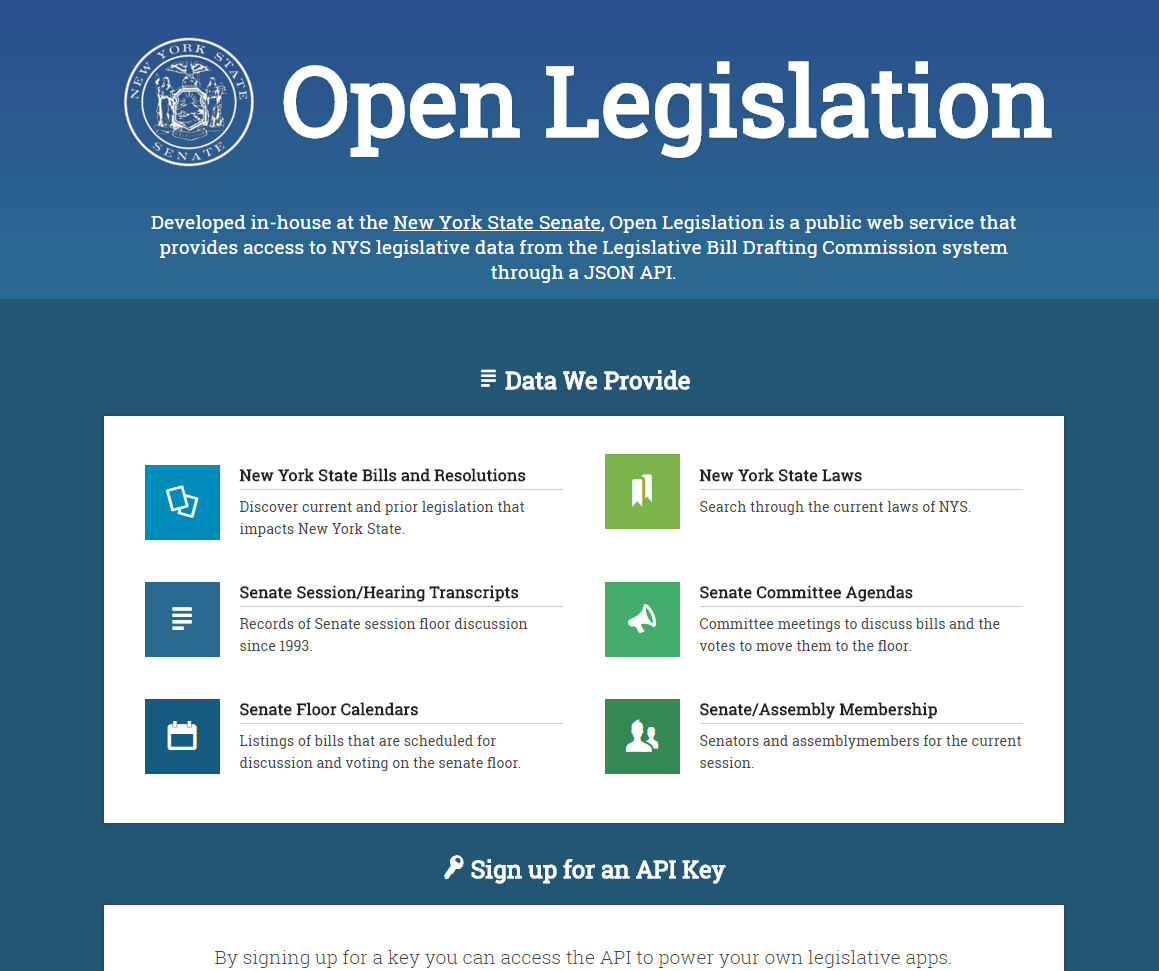 NEW YORK STATE
SENATE
Open Legislation
Developed in-house at the New York State Senate, Open Legislation is a public web service that
provides access to NYS legislative data from the Legislative Bill Drafting Commission system
through a JSON API.
Data We Provide
New York State Bills and Resolutions
Discover current and prior legislation that
impacts New York State.
New York State Laws
Search through the current laws of NYS.
Senate Session/Hearing Transcripts
Records of Senate session floor discussion
since 1993.
Senate Committee Agendas
Committee meetings to discuss bills and the
votes to move them to the floor.
Senate Floor Calendars
Listings of bills that are scheduled for
discussion and voting on the senate floor.
Senate/Assembly Membership
Senators and assemblymembers for the current
session.
Sign up for an API Key
By signing up for a key you can access the API to power your own legislative apps.